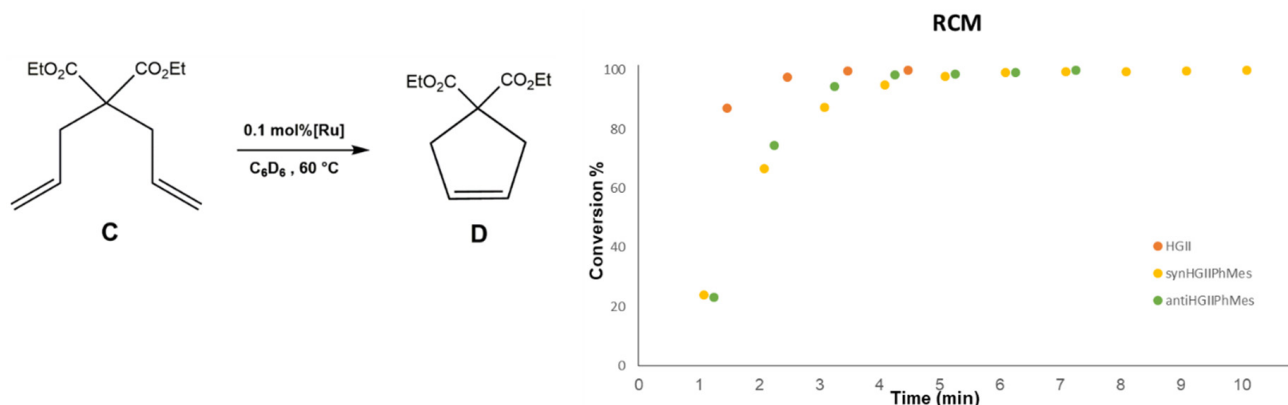 EtO₂C
CO₂Et
C
0.1 mol%[Ru]
C₆D₆ , 60 °C
EtO₂C
CO₂Et
D
RCM
Conversion %
100
80
60
40
20
0
0 1 2 3 4 5 6 7 8 9 10
Time (min)
HGII
synHGIIPhMes
antiHGIIPhMes